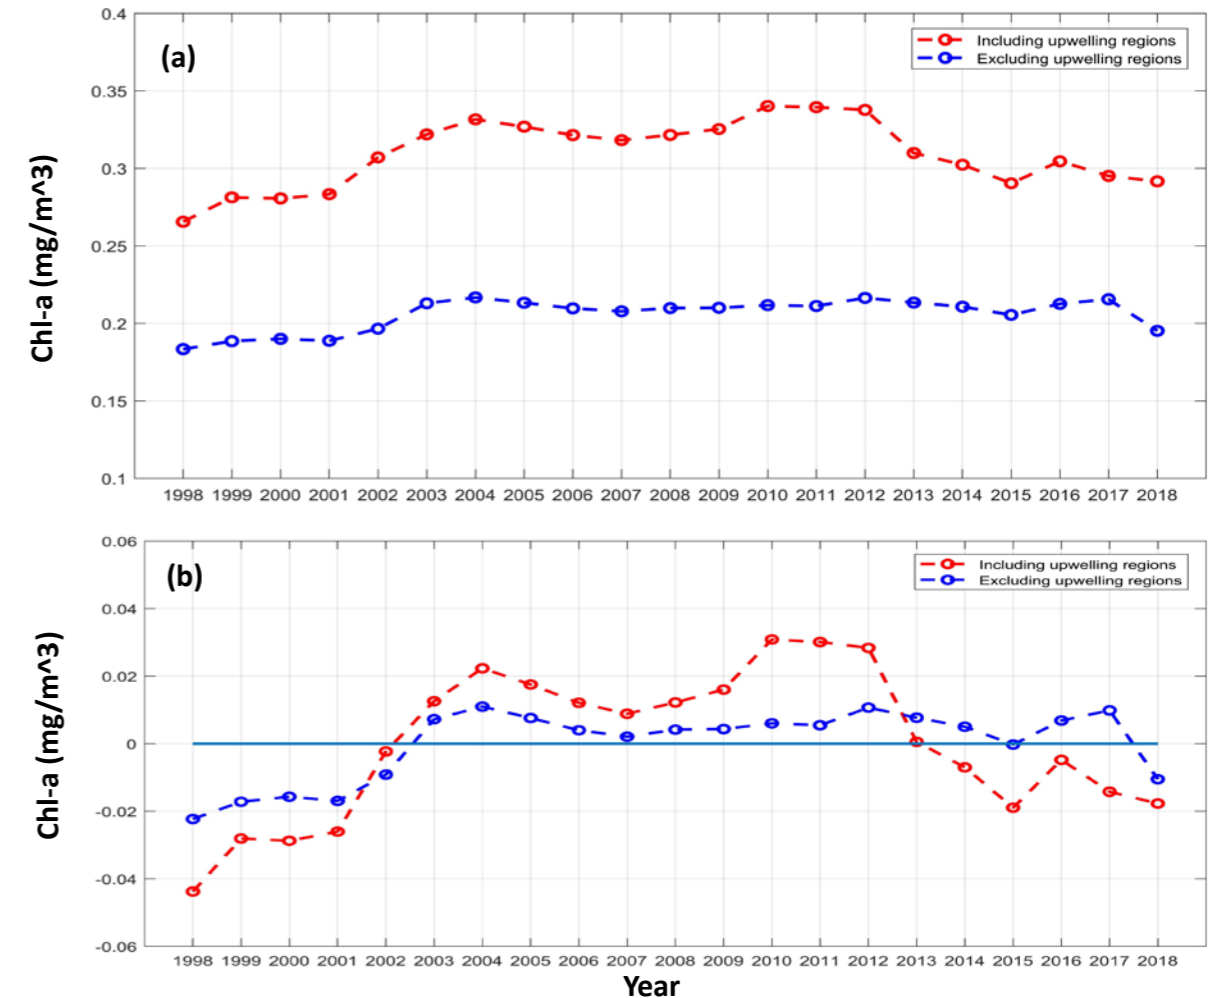 (a)
Including upwelling regions
Excluding upwelling regions
Chl-a (mg/m^3)
0.4
0.35
0.3
0.25
0.2
0.15
0.1
1998 1999 2000 2001 2002 2003 2004 2005 2006 2007 2008 2009 2010 2011 2012 2013 2014 2015 2016 2017 2018
(b)
Including upwelling regions
Excluding upwelling regions
Chl-a (mg/m^3)
0.06
0.04
0.02
0
-0.02
-0.04
-0.06
1998 1999 2000 2001 2002 2003 2004 2005 2006 2007 2008 2009 2010 2011 2012 2013 2014 2015 2016 2017 2018
Year